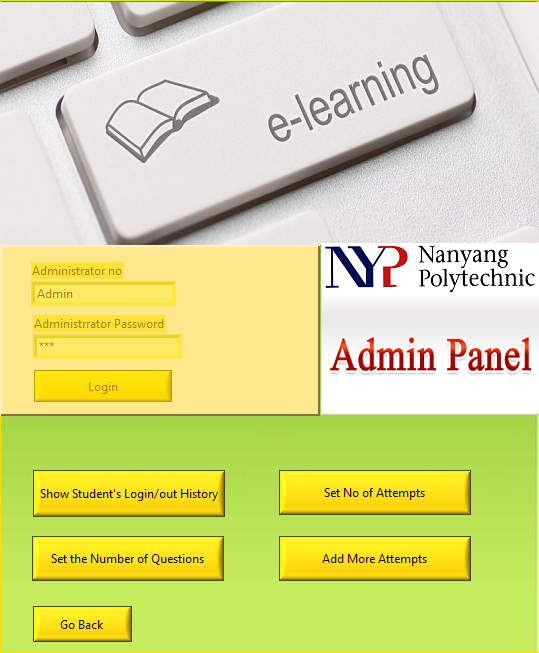 e-learning
Administrator no
Admin
Administrrator Password
***
Login
NYP Nanyang
Polytechnic
Admin Panel
Show Student's Login/out History
Set No of Attempts
Set the Number of Questions
Add More Attempts
Go Back